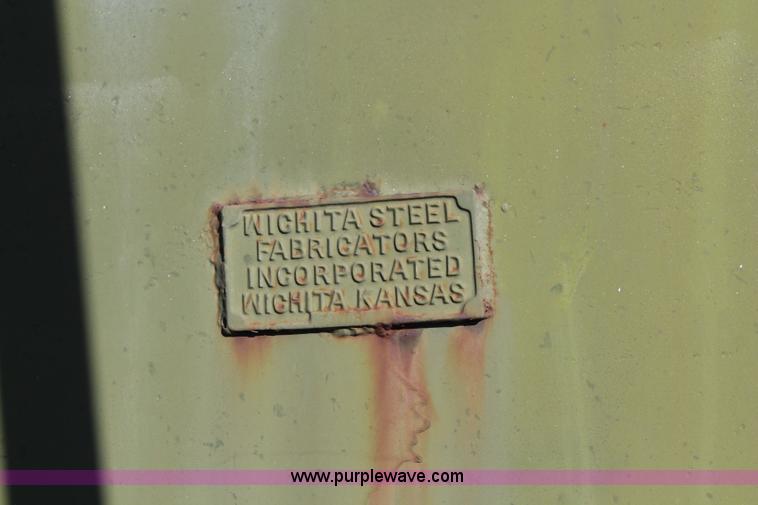 WICHITA STEEL
FABRICATORS
INCORPORATED
WICHITA KANSAS
www.purplewave.com